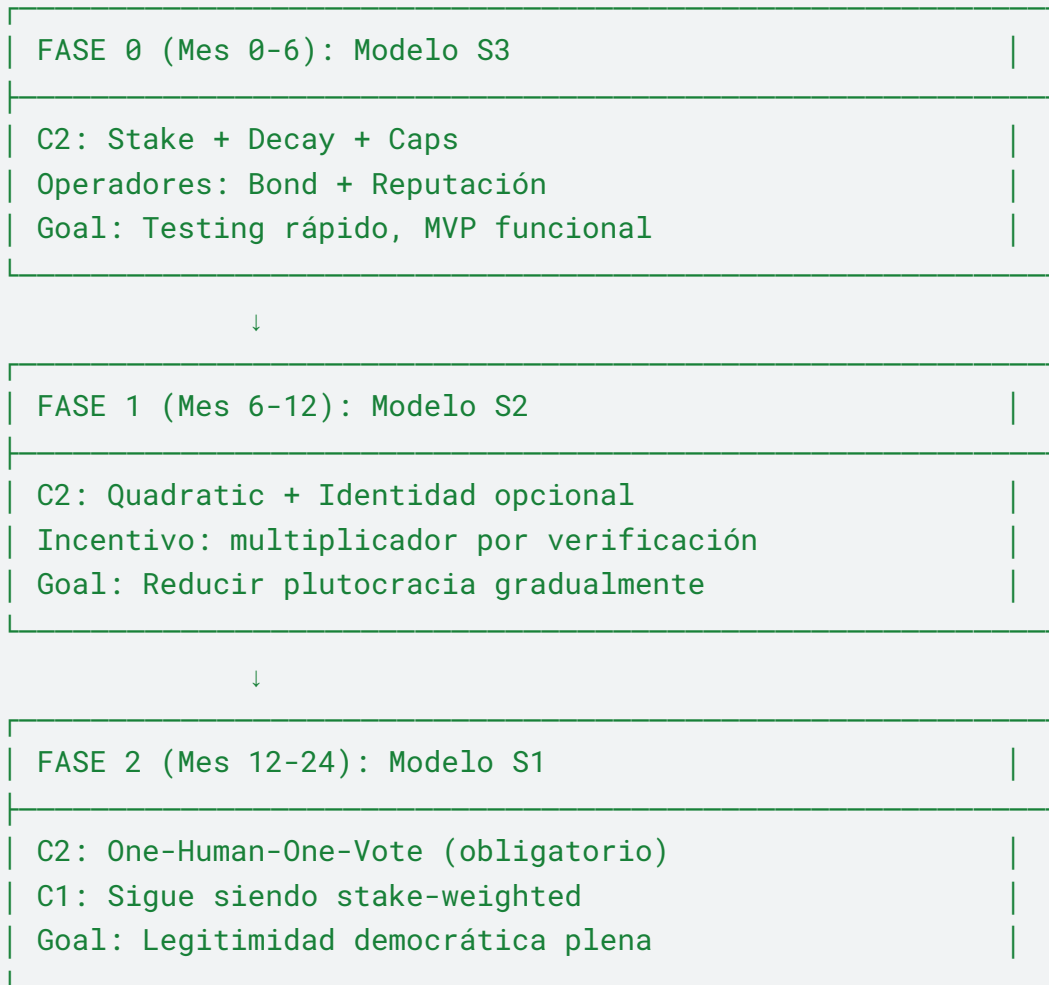 FASE 0 (Mes 0-6): Modelo S3
C2: Stake + Decay + Caps
Operadores: Bond + Reputación
Goal: Testing rápido, MVP funcional
↓
FASE 1 (Mes 6-12): Modelo S2
C2: Quadratic + Identidad opcional
Incentivo: multiplicador por verificación
Goal: Reducir plutocracia gradualmente
↓
FASE 2 (Mes 12-24): Modelo S1
C2: One-Human-One-Vote (obligatorio)
C1: Sigue siendo stake-weighted
Goal: Legitimidad democrática plena